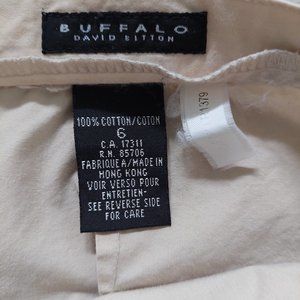 BUFFALO
DAVID BITTON
100% COTTON/COTON
6
C.A. 17311
R.N. 85706
FABRIQUE A/MADE IN
HONG KONG
VOIR VERSO POUR
ENTRETIEN-
SEE REVERSE SIDE
FOR CARE